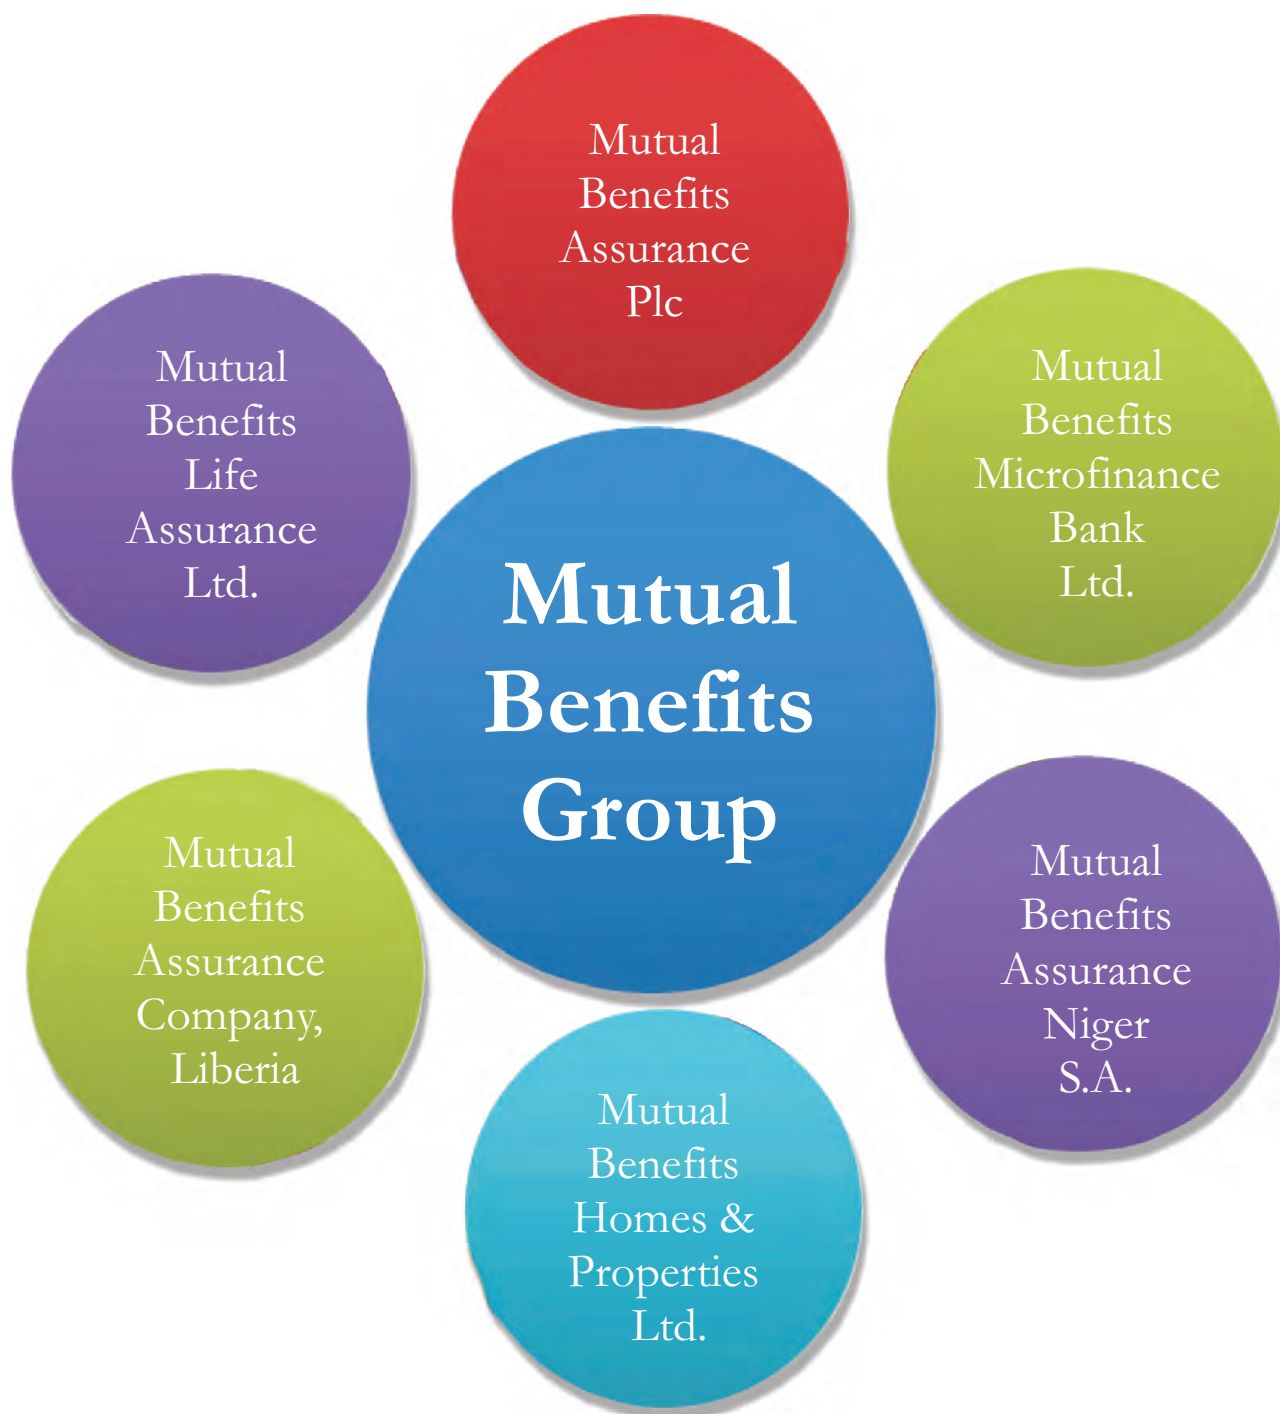 Mutual
Benefits
Assurance
Plc
Mutual
Benefits
Life
Assurance
Ltd.
Mutual
Benefits
Microfinance
Bank
Ltd.
Mutual
Benefits
Group
Mutual
Benefits
Assurance
Company,
Liberia
Mutual
Benefits
Assurance
Niger
S.A.
Mutual
Benefits
Homes &
Properties
Ltd.